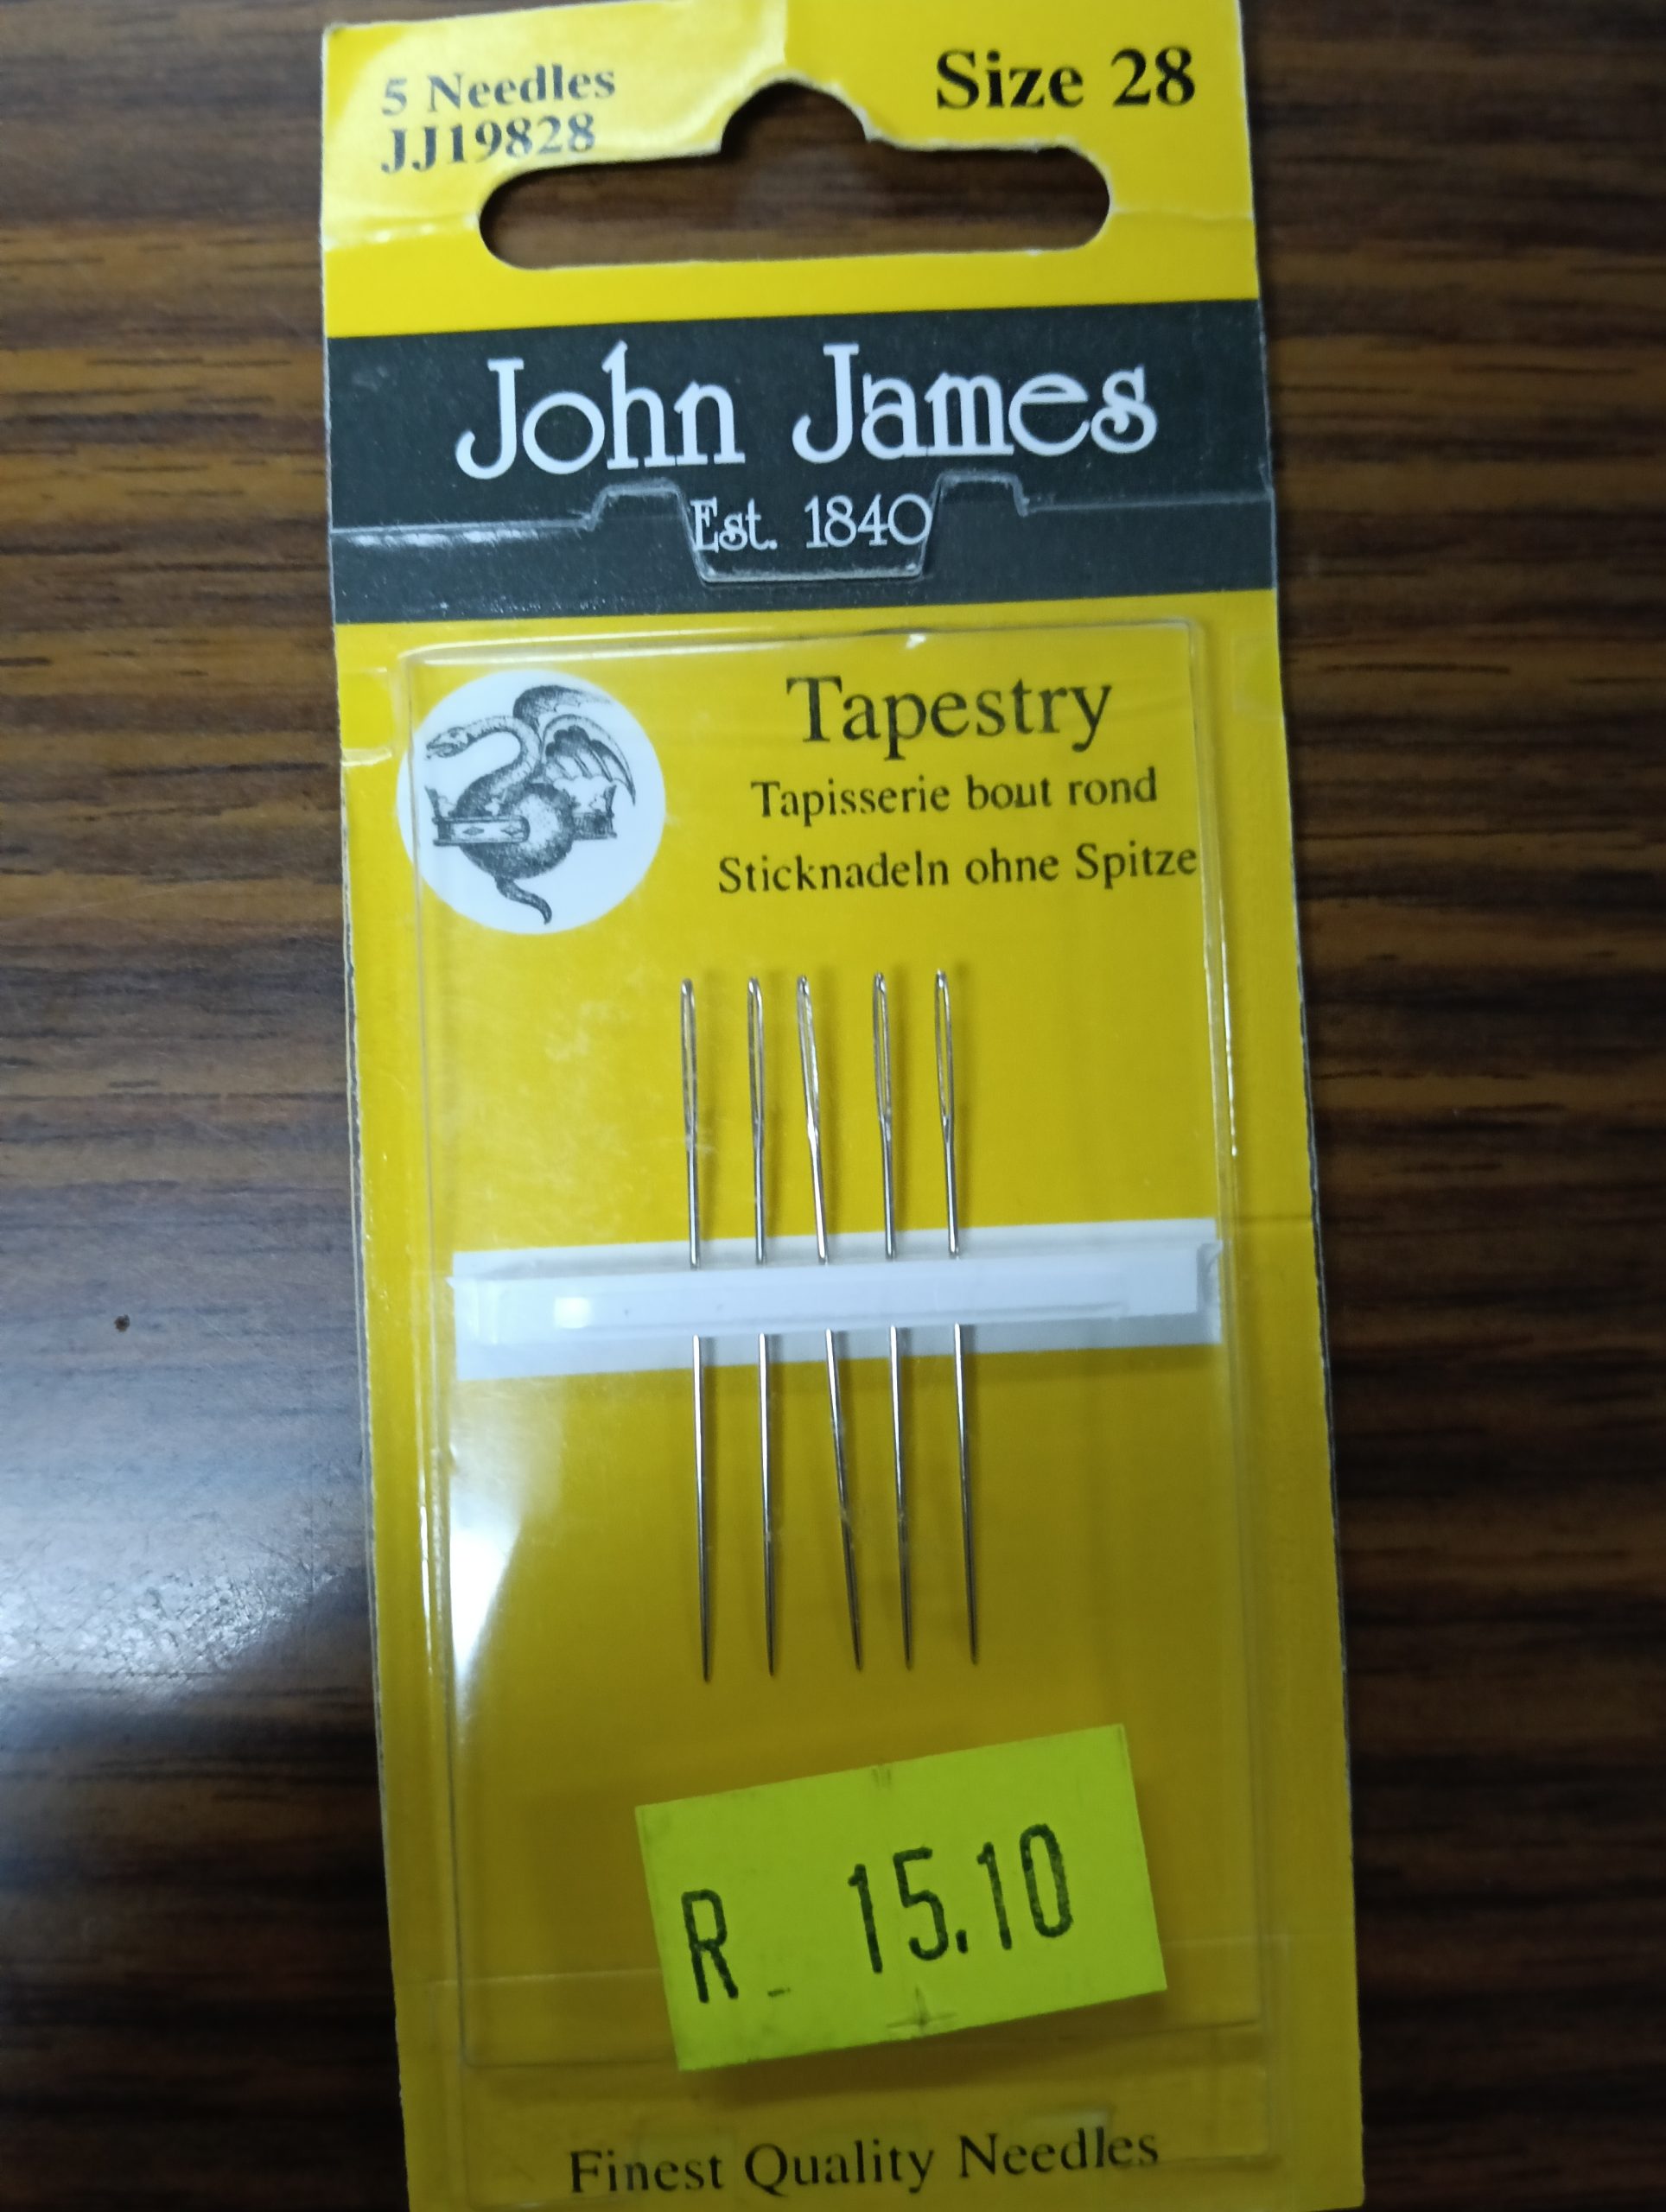 5 Needles
JJ19828
Size 28
John James
Est. 1840
Tapestry
Tapisserie bout rond
Sticknadeln ohne Spitze
R 15.10
Finest Quality Needles